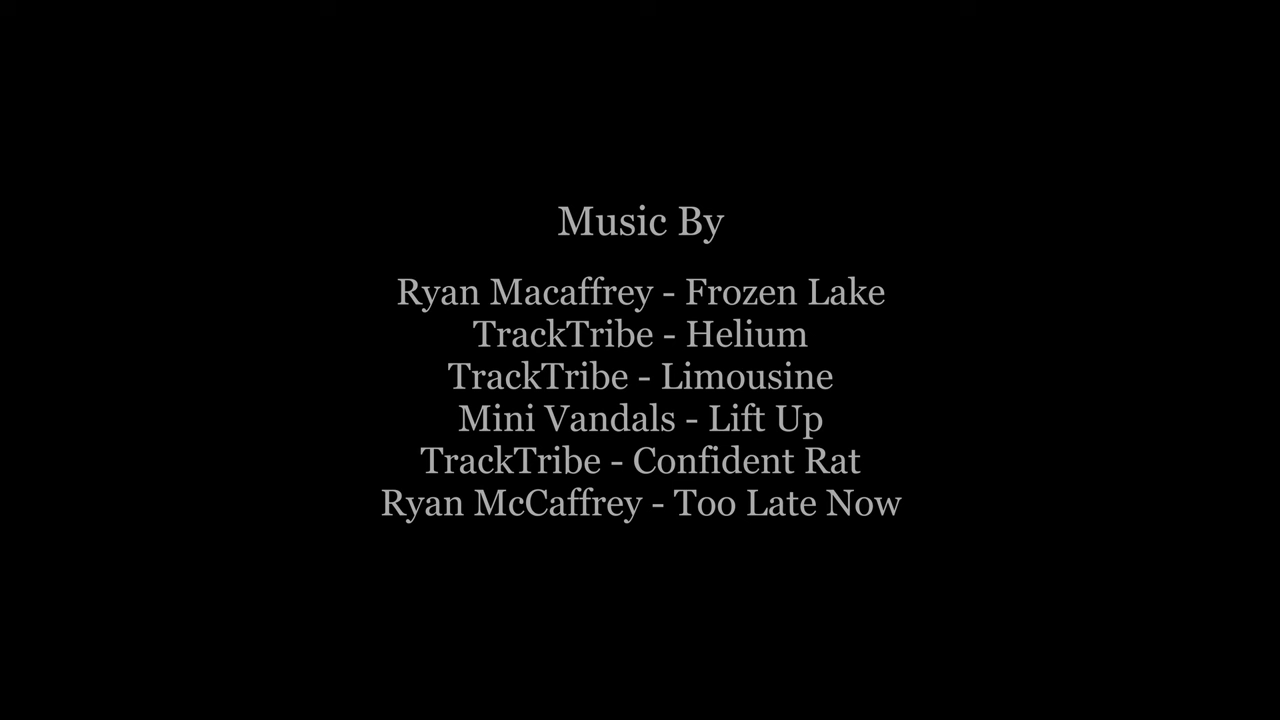 Music By
Ryan Macaffrey - Frozen Lake
TrackTribe - Helium
TrackTribe - Limousine
Mini Vandals - Lift Up
TrackTribe - Confident Rat
Ryan McCaffrey - Too Late Now